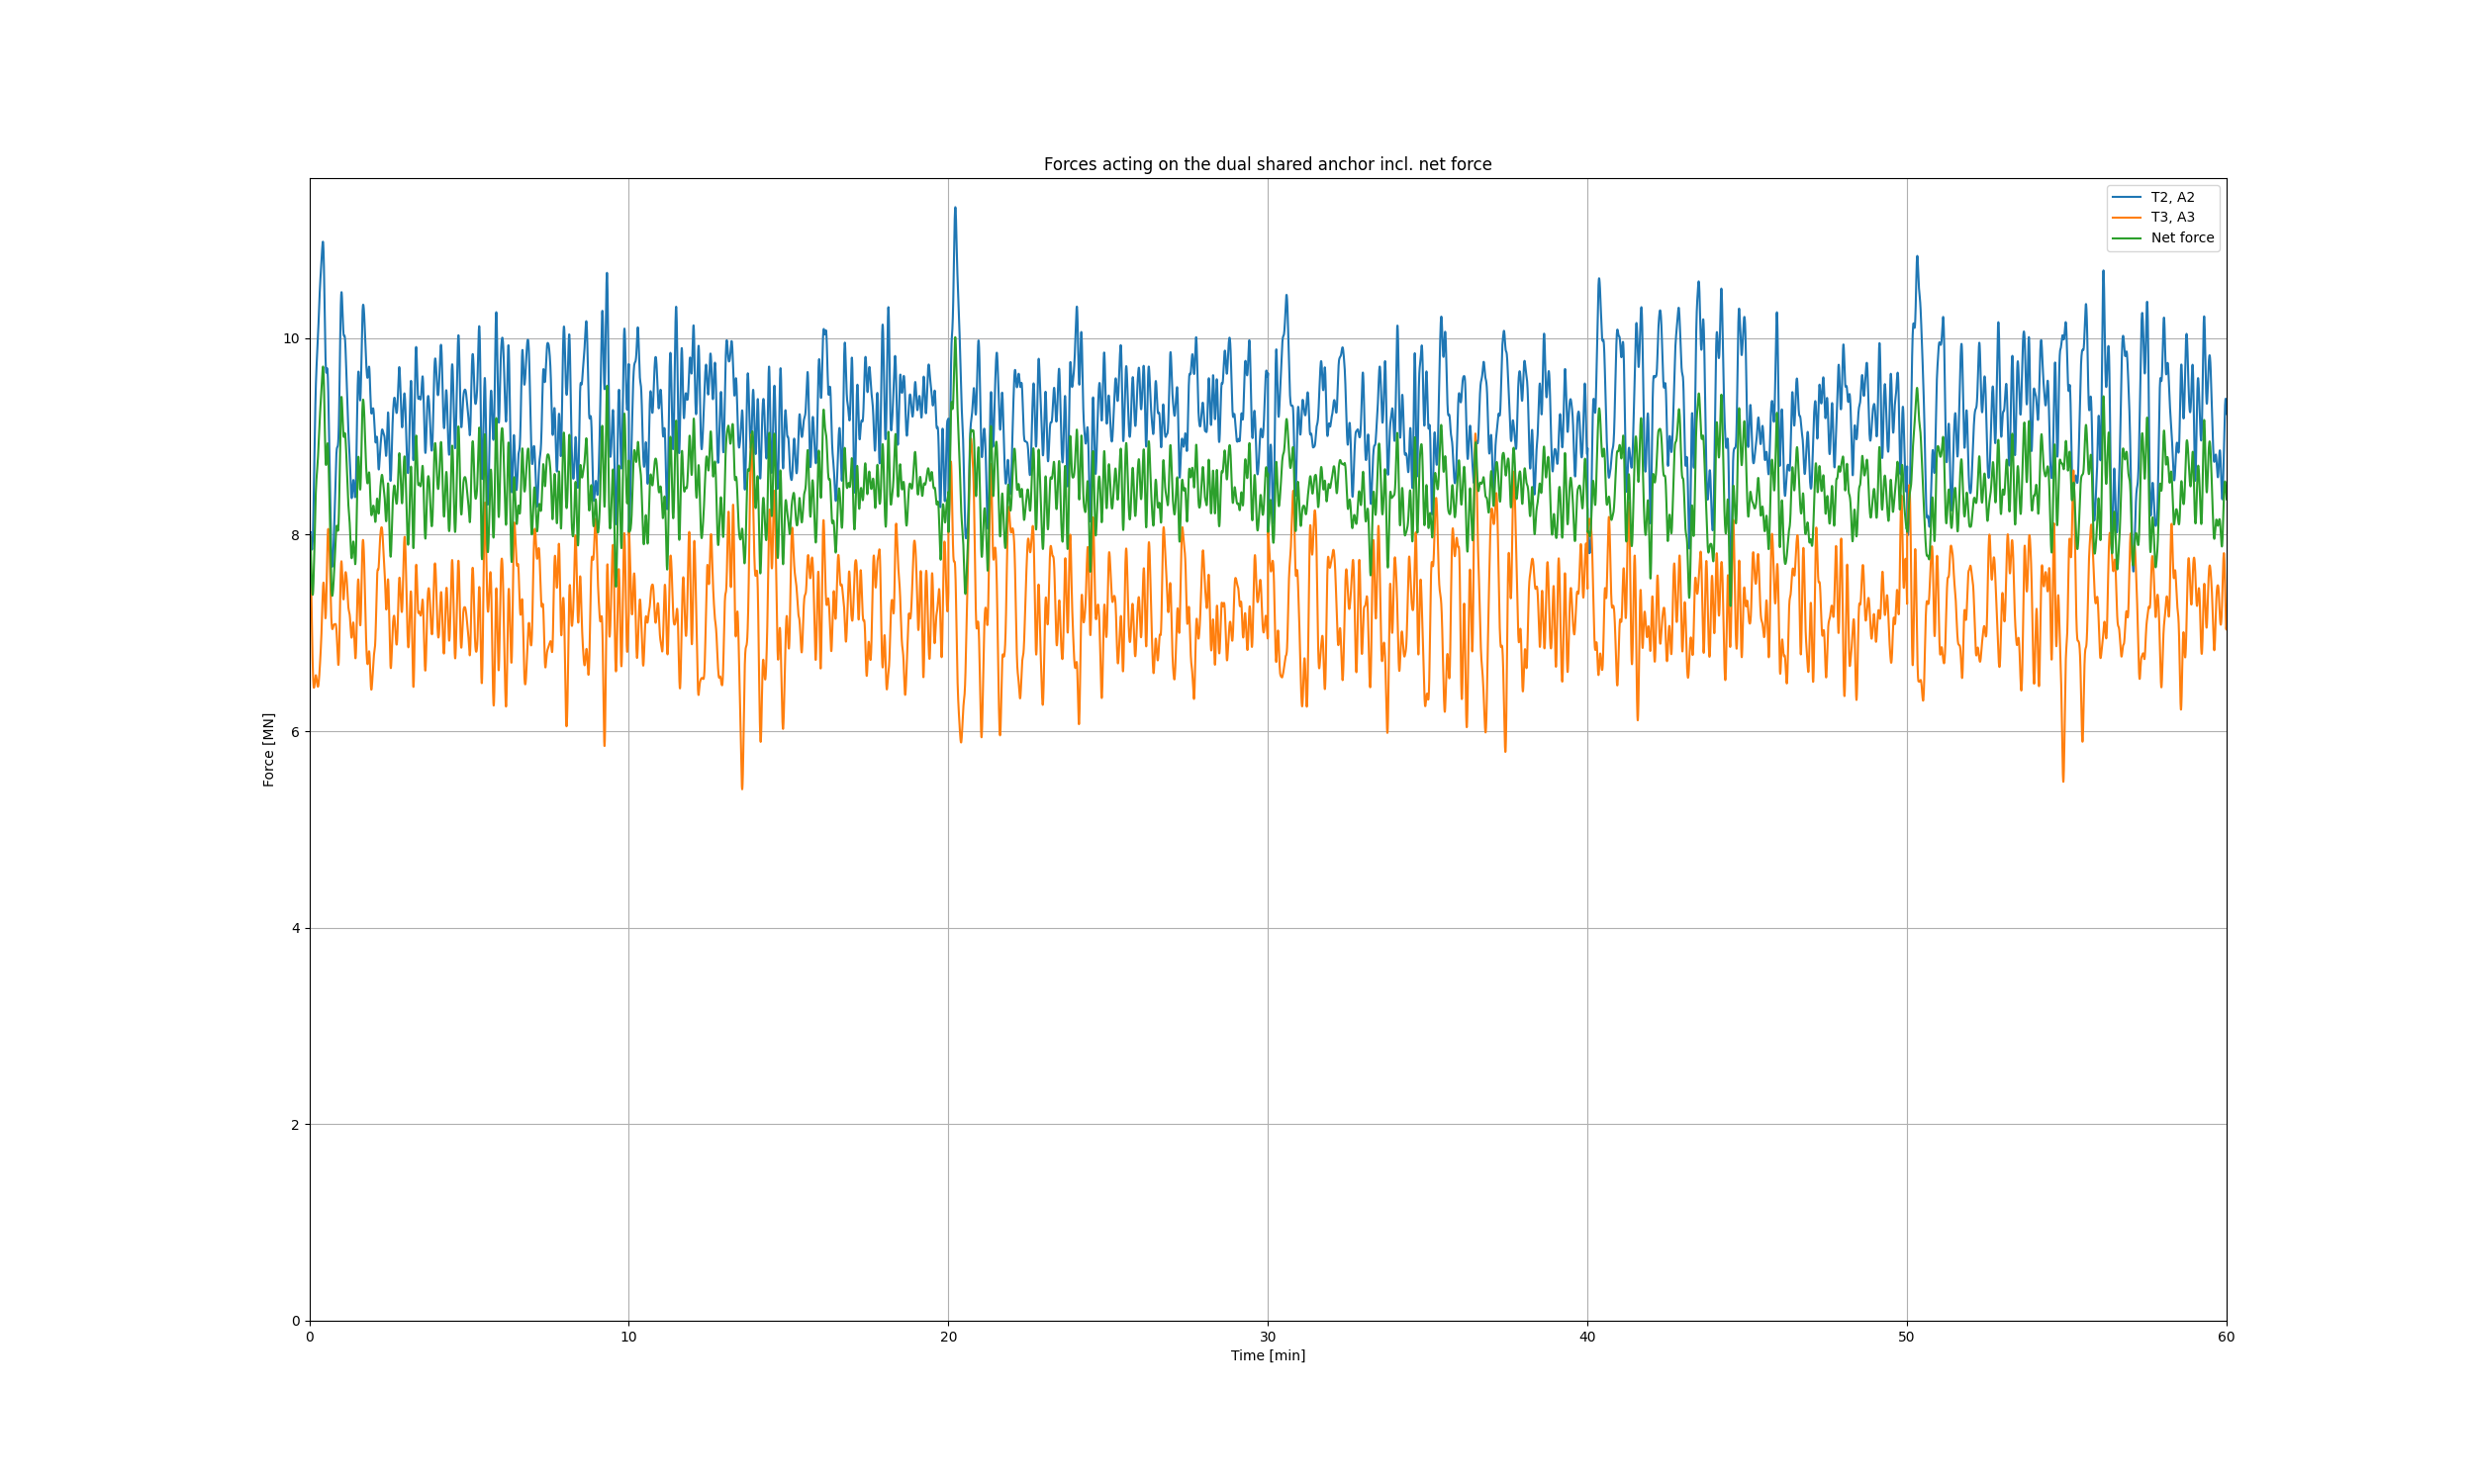 Forces acting on the dual shared anchor incl. net force
T2, A2
T3, A3
Net force
10
8
6
4
2
0
Force [MN]
0 10 20 30 40 50 60
Time [min]